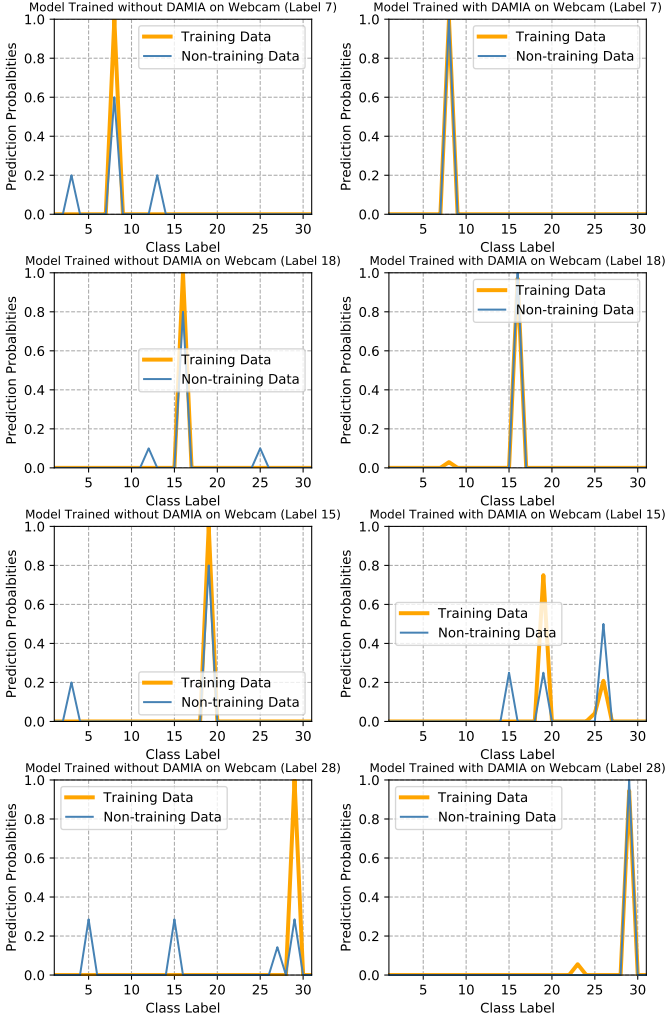 Model Trained without DAMIA on Webcam (Label 7)
1.0
0.8
0.6
0.4
0.2
0.0
Prediction Probalbities
Training Data
Non-training Data
5 10 15 20 25 30
Class Label
Model Trained with DAMIA on Webcam (Label 7)
1.0
0.8
0.6
0.4
0.2
0.0
Prediction Probalbities
Training Data
Non-training Data
5 10 15 20 25 30
Class Label
Model Trained without DAMIA on Webcam (Label 18)
1.0
0.8
0.6
0.4
0.2
0.0
Prediction Probalbities
Training Data
Non-training Data
5 10 15 20 25 30
Class Label
Model Trained with DAMIA on Webcam (Label 18)
1.0
0.8
0.6
0.4
0.2
0.0
Prediction Probalbities
Training Data
Non-training Data
5 10 15 20 25 30
Class Label
Model Trained without DAMIA on Webcam (Label 15)
1.0
0.8
0.6
0.4
0.2
0.0
Prediction Probalbities
Training Data
Non-training Data
5 10 15 20 25 30
Class Label
Model Trained with DAMIA on Webcam (Label 15)
1.0
0.8
0.6
0.4
0.2
0.0
Prediction Probalbities
Training Data
Non-training Data
5 10 15 20 25 30
Class Label
Model Trained without DAMIA on Webcam (Label 28)
1.0
0.8
0.6
0.4
0.2
0.0
Prediction Probalbities
Training Data
Non-training Data
5 10 15 20 25 30
Class Label
Model Trained with DAMIA on Webcam (Label 28)
1.0
0.8
0.6
0.4
0.2
0.0
Prediction Probalbities
Training Data
Non-training Data
5 10 15 20 25 30
Class Label